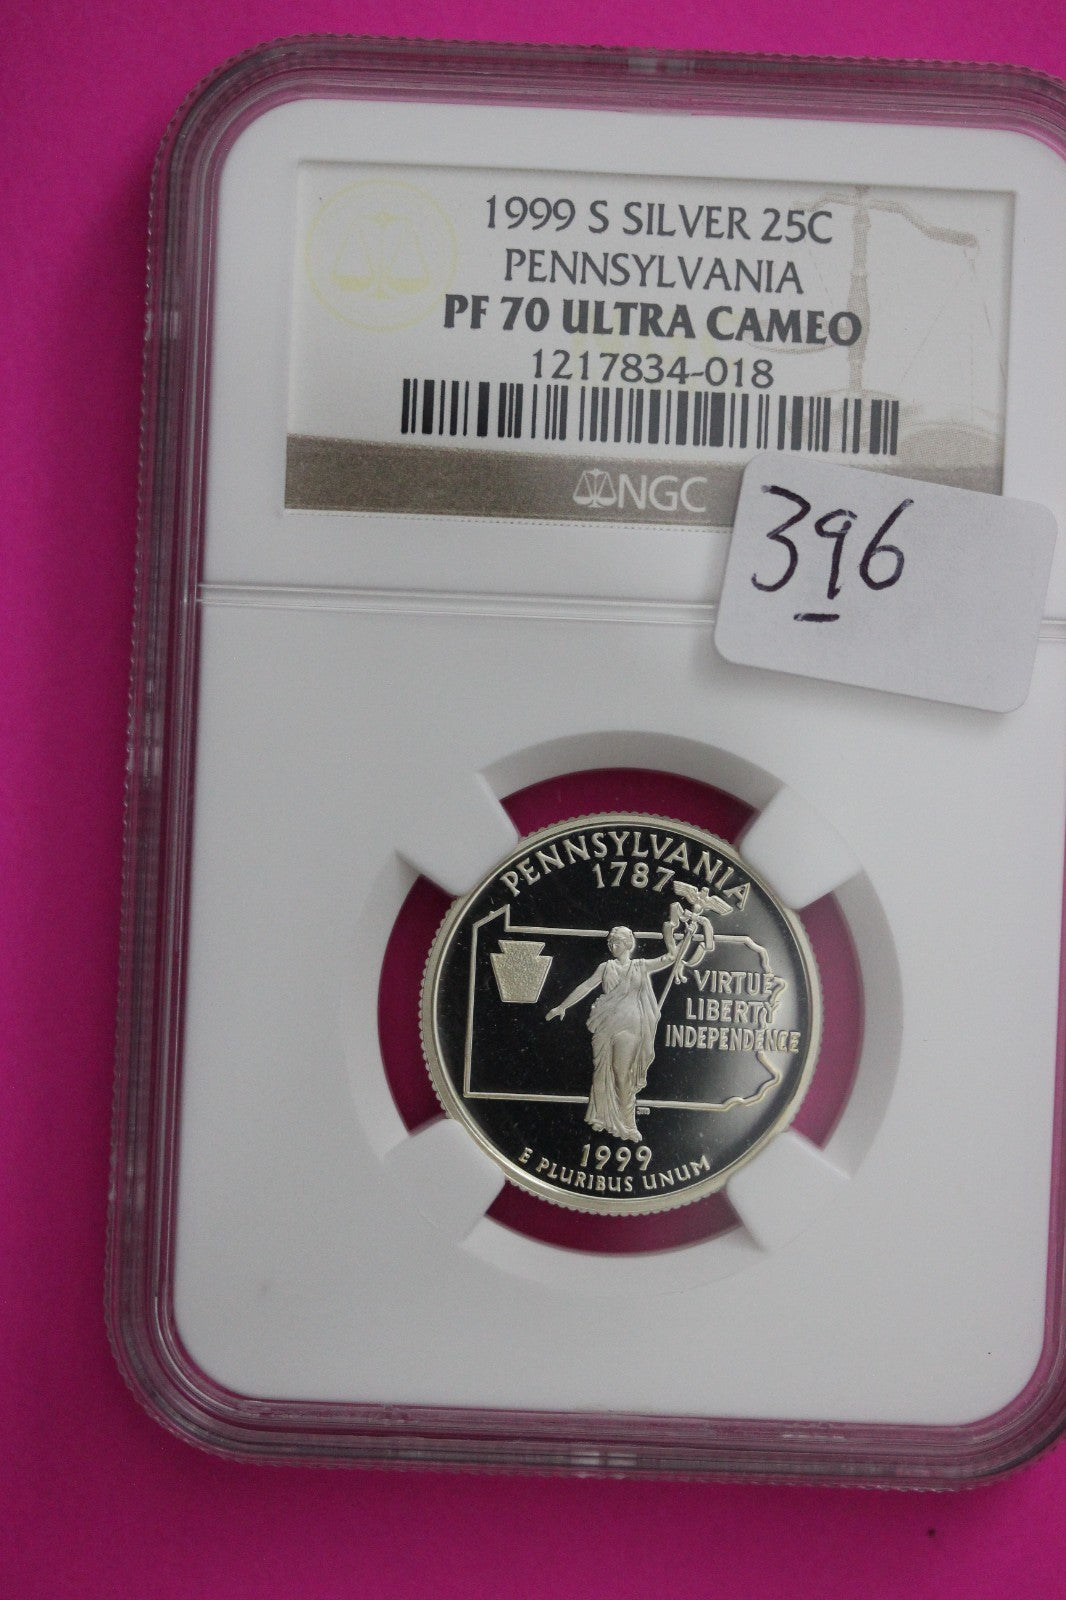 1999 S SILVER 25C
PENNSYLVANIA
PF 70 ULTRA CAMEO
1217834-018
NGC
396
PENNSYLVANIA
1787
VIRTUE
LIBERTY
INDEPENDENCE
1999
E PLURIBUS UNUM